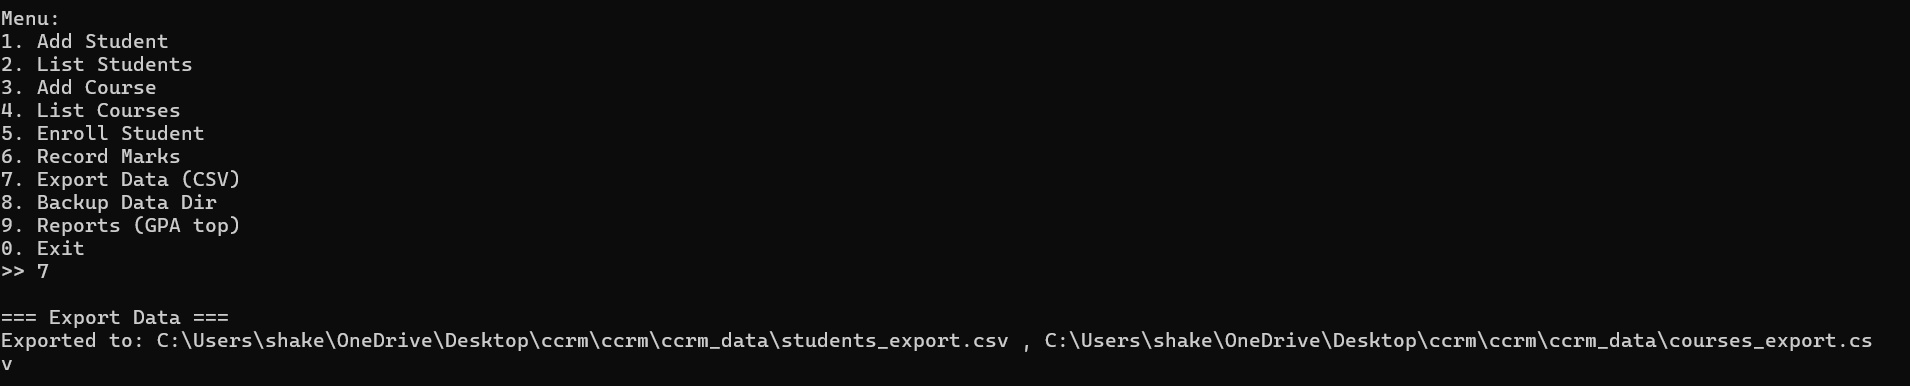 Menu:
1. Add Student
2. List Students
3. Add Course
4. List Courses
5. Enroll Student
6. Record Marks
7. Export Data (CSV)
8. Backup Data Dir
9. Reports (GPA top)
0. Exit
>> 7
=== Export Data ===
Exported to: C:\Users\shake\OneDrive\Desktop\ccrm\ccrm\ccrm_data\students_export.csv , C:\Users\shake\OneDrive\Desktop\ccrm\ccrm\ccrm_data\courses_export.cs
v